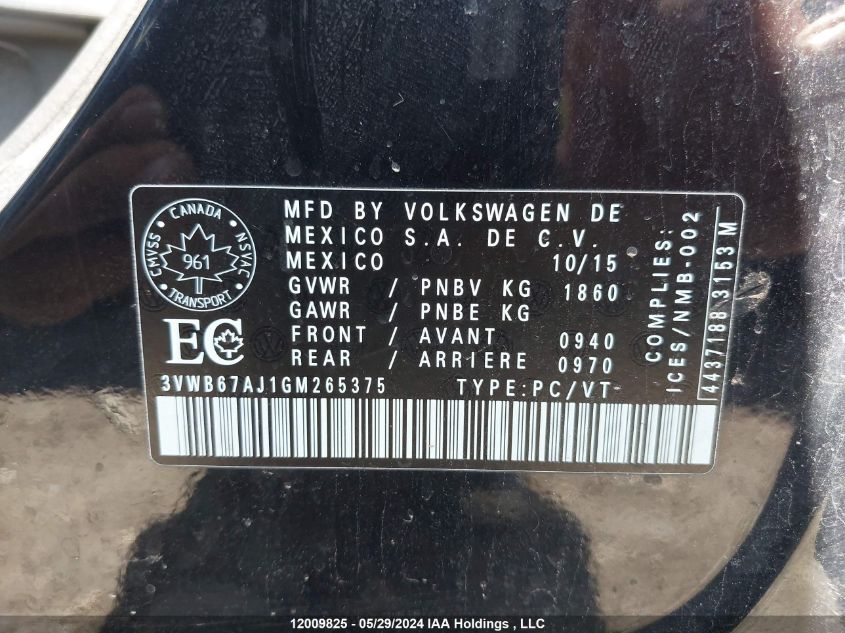 CANADA
CMVSS
961
NSVAC
TRANSPORT
EC
MFD BY VOLKSWAGEN DE
MEXICO S.A. DE C.V.
MEXICO 10/15
GVWR / PNBV KG 1860
GAWR / PNBE KG
FRONT / AVANT 0940
REAR / ARRIERE 0970
3VWB67AJ1GM265375 TYPE:PC/VT
COMPLIES:
ICES/NMB-002
4437188 3153 M
12009825 - 05/29/2024 IAA Holdings , LLC